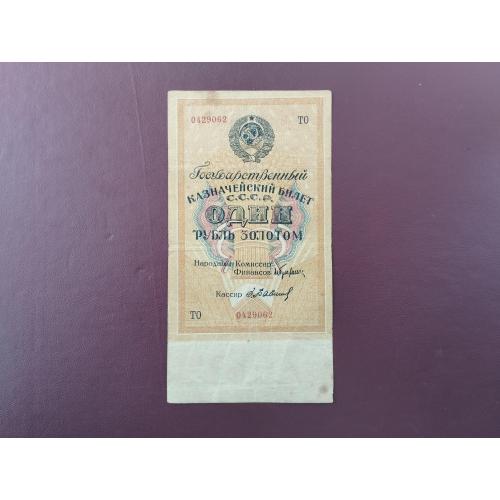 0429062 ТО
Государственный
КАЗНАЧЕЙСКИЙ БИЛЕТ
С.С.С.Р.
ОДИН
РУБЛЬ ЗОЛОТОМ
Народный Комиссар
Финансов
Кассир
ТО 0429062